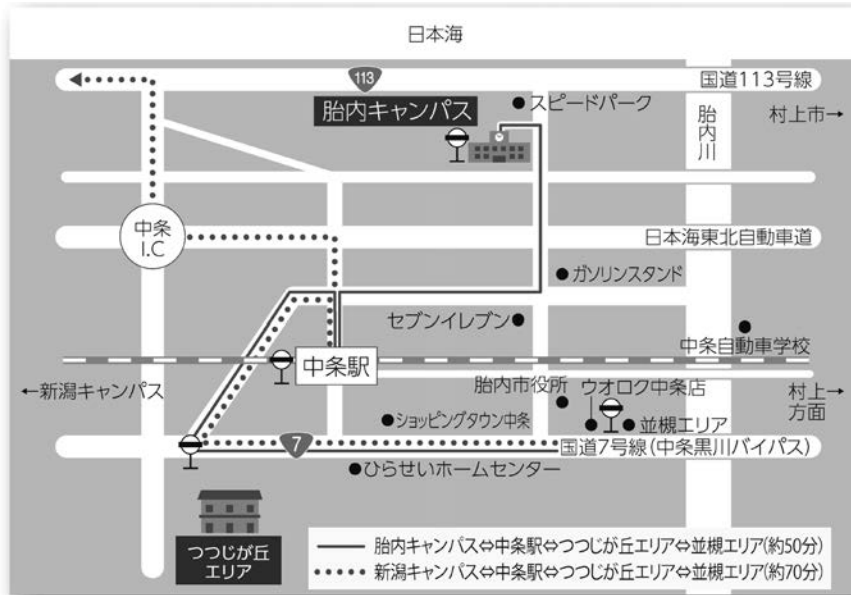 日本海
113
国道113号線
胎内キャンパス
スピードパーク
胎内川
村上市→
中条
I.C
日本海東北自動車道
ガソリンスタンド
セブンイレブン
中条自動車学校
中条駅
←新潟キャンパス
胎内市役所
ウオロク中条店
村上
方面
ショッピングタウン中条
並槻エリア
7
国道7号線(中条黒川バイパス)
ひらせいホームセンター
つつじが丘
エリア
胎内キャンパス⇔中条駅⇔つつじが丘エリア⇔並槻エリア(約50分)
新潟キャンパス⇔中条駅⇔つつじが丘エリア⇔並槻エリア(約70分)